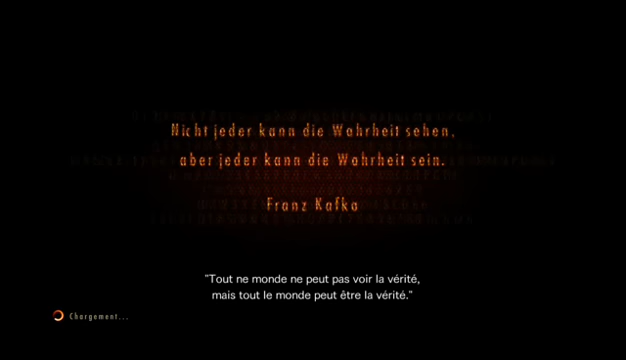 Nicht jeder kann die Wahrheit sehen,
aber jeder kann die Wahrheit sein.
Franz Kafka
"Tout ne monde ne peut pas voir la vérité,
mais tout le monde peut être la vérité."
Chargement...